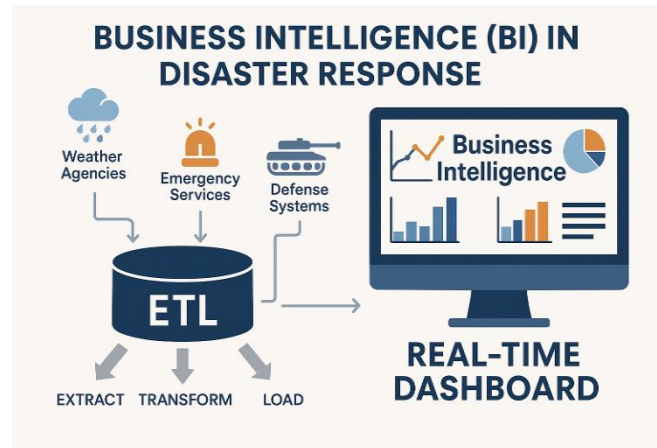 BUSINESS INTELLIGENCE (BI) IN
DISASTER RESPONSE
Weather
Agencies
Emergency
Services
Defense
Systems
ETL
EXTRACT
TRANSFORM
LOAD
Business
Intelligence
REAL-TIME
DASHBOARD